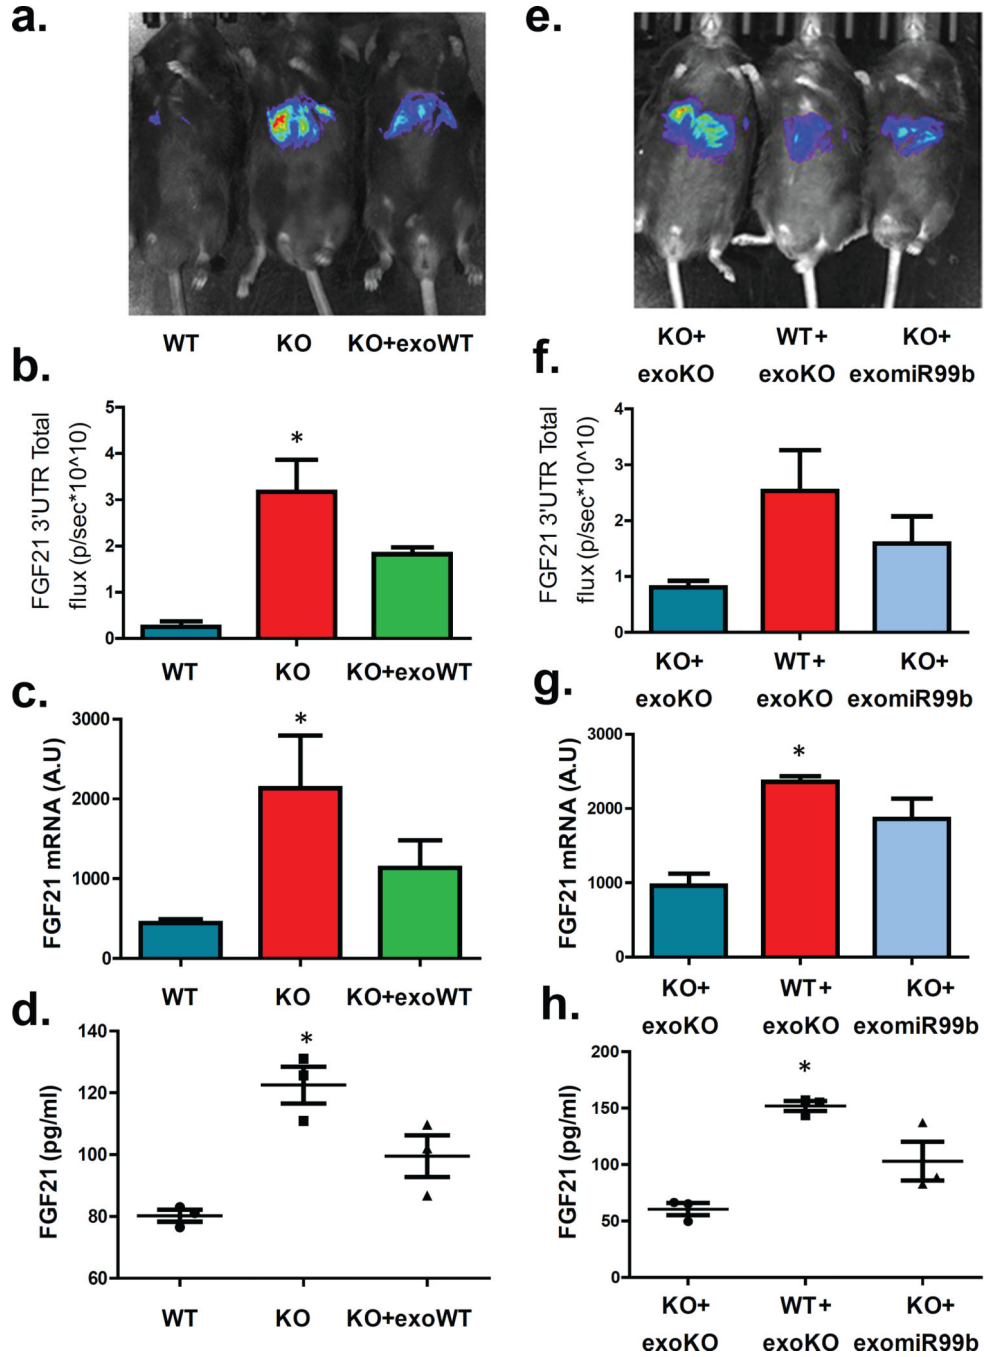 a.
WT KO KO+exoWT
b.
FGF21 3'UTR Total
flux (p/sec*10^10)
5
4
3
2
1
0
*
WT KO KO+exoWT
c.
FGF21 mRNA (A.U)
3000
2000
1000
0
*
WT KO KO+exoWT
d.
FGF21 (pg/ml)
140
120
100
80
60
*
WT KO KO+exoWT
e.
KO+ WT+ KO+
exoKO exoKO exomiR99b
f.
FGF21 3'UTR Total
flux (p/sec*10^10)
4
3
2
1
0
KO+ WT+ KO+
exoKO exoKO exomiR99b
g.
FGF21 mRNA (A.U)
3000
2000
1000
0
*
KO+ WT+ KO+
exoKO exoKO exomiR99b
h.
FGF21 (pg/ml)
200
150
100
50
0
*
KO+ WT+ KO+
exoKO exoKO exomiR99b